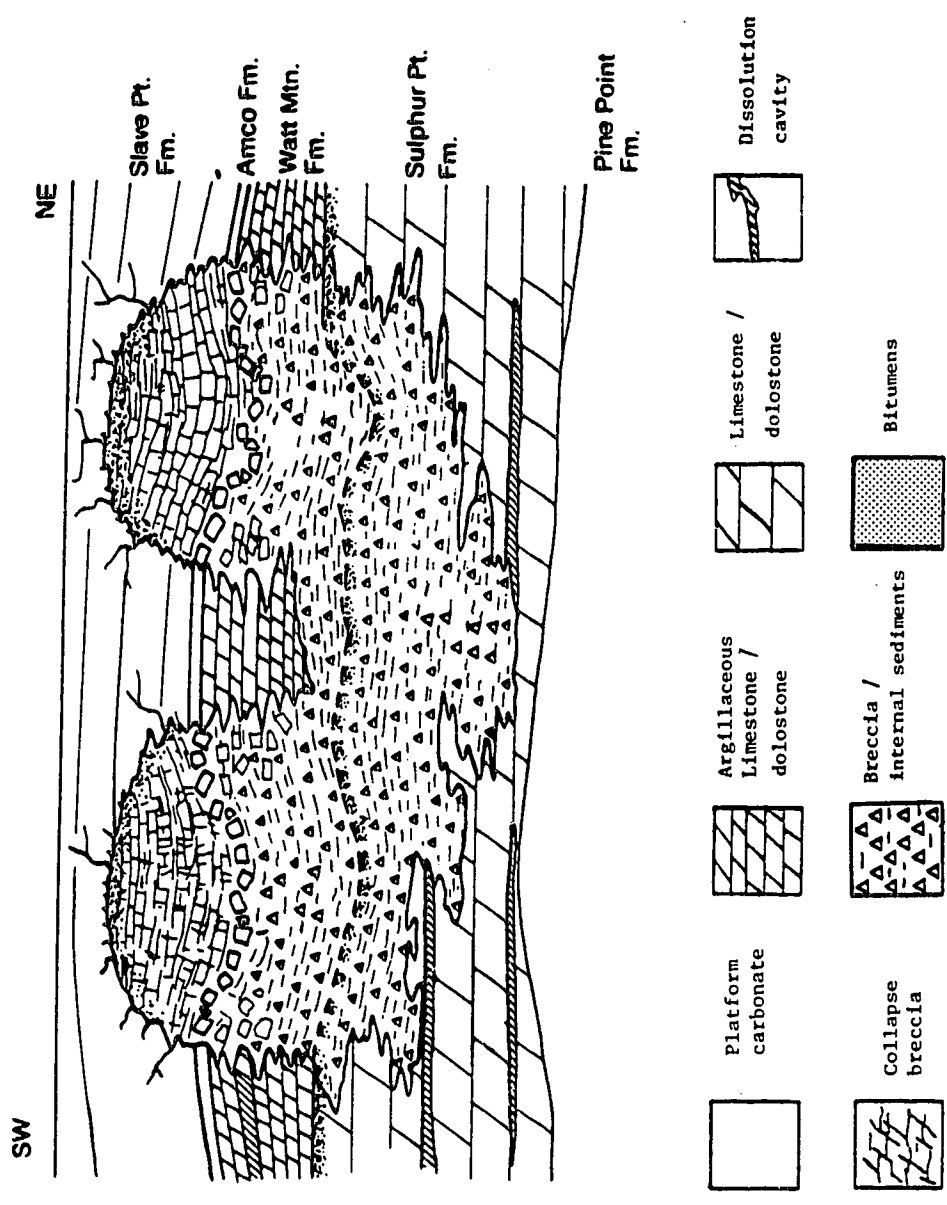 SW
NE
Slave Pt.
Fm.
Amco Fm.
Watt Mtn.
Fm.
Sulphur Pt.
Fm.
Pine Point
Fm.
Platform
carbonate
Argillaceous
Limestone /
dolostone
Limestone /
dolostone
Dissolution
cavity
Collapse
breccia
Breccia /
internal sediments
Bitumens